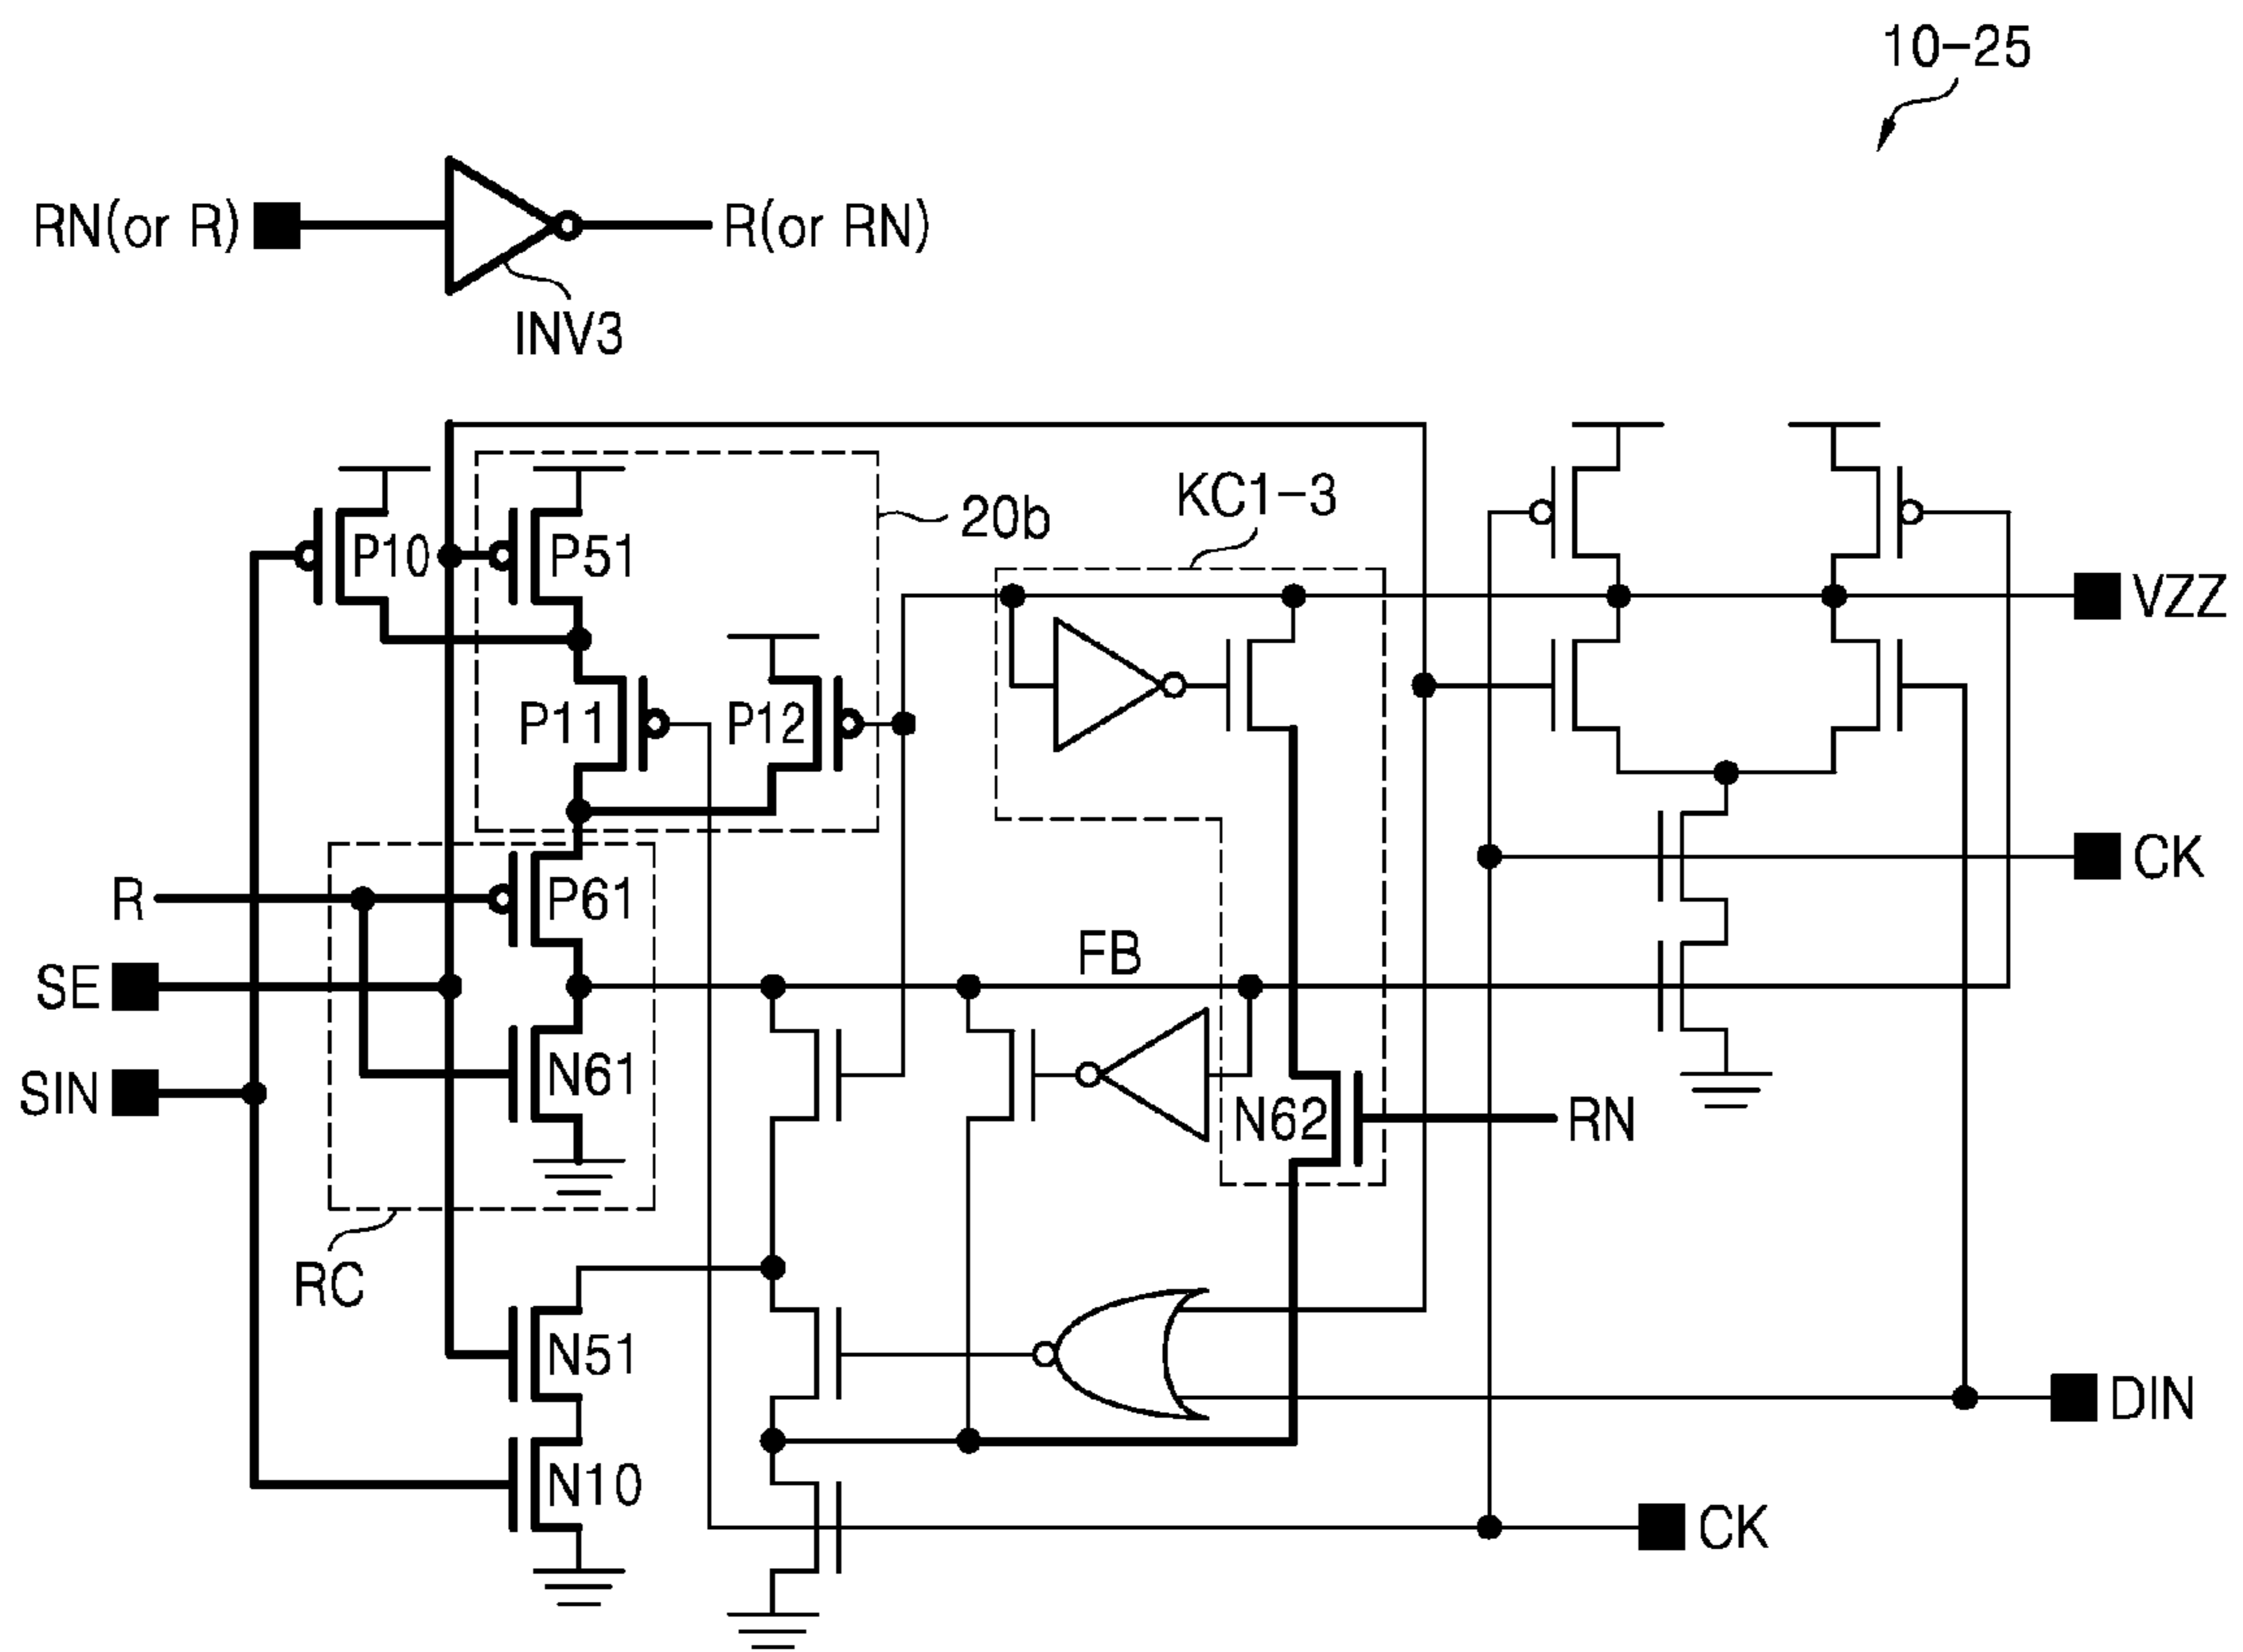 10-25
RN(or R)
R(or RN)
INV3
P10
P51
20b
KC1-3
VZZ
P11
P12
CK
R
P61
FB
SE
SIN
N61
N62
RN
RC
N51
DIN
N10
CK